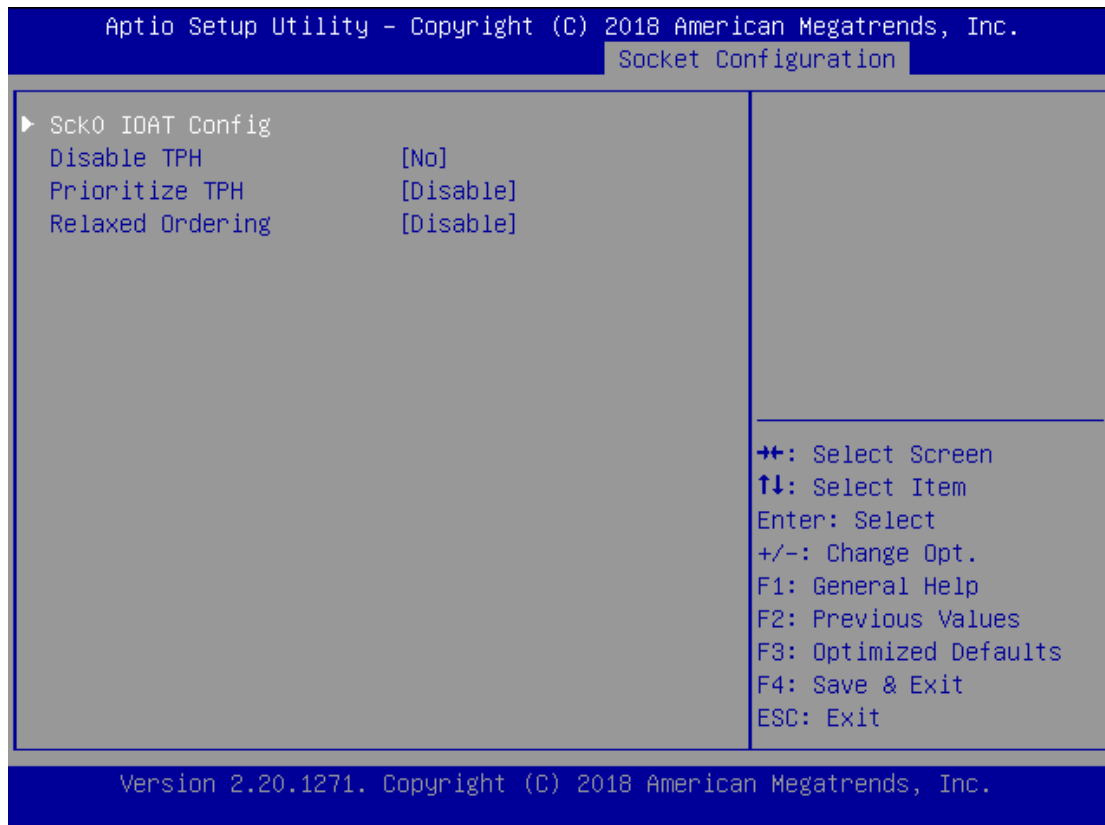 Aptio Setup Utility – Copyright (C) 2018 American Megatrends, Inc.
Socket Configuration
Sck0 IOAT Config
Disable TPH [No]
Prioritize TPH [Disable]
Relaxed Ordering [Disable]
→←: Select Screen
↑↓: Select Item
Enter: Select
+/-: Change Opt.
F1: General Help
F2: Previous Values
F3: Optimized Defaults
F4: Save & Exit
ESC: Exit
Version 2.20.1271. Copyright (C) 2018 American Megatrends, Inc.